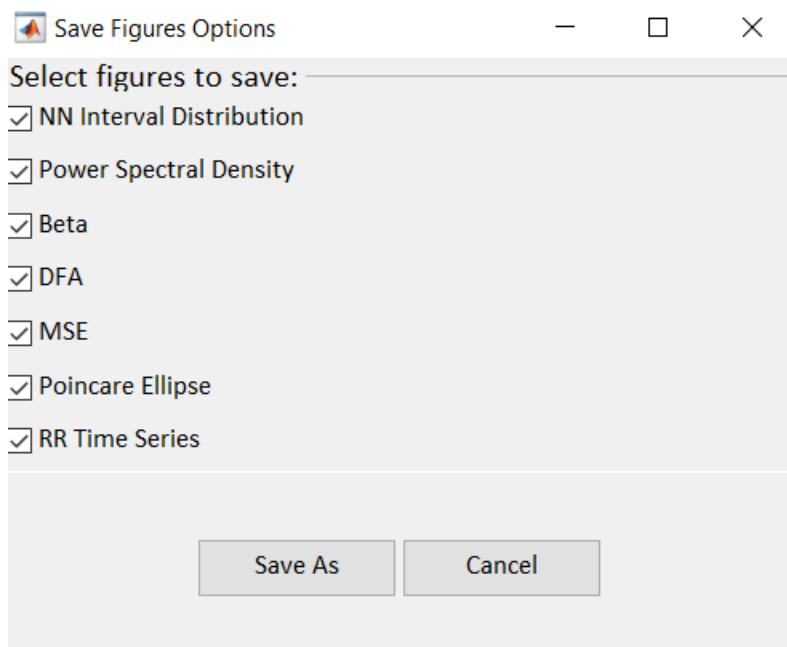 Save Figures Options
Select figures to save:
NN Interval Distribution
Power Spectral Density
Beta
DFA
MSE
Poincare Ellipse
RR Time Series
Save As Cancel